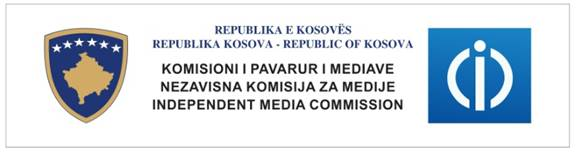 REPUBLIKA E KOSOVËS
REPUBLIKA KOSOVA - REPUBLIC OF KOSOVA
KOMISIONI I PAVARUR I MEDIAVE
NEZAVISNA KOMISIJA ZA MEDIJE
INDEPENDENT MEDIA COMMISSION